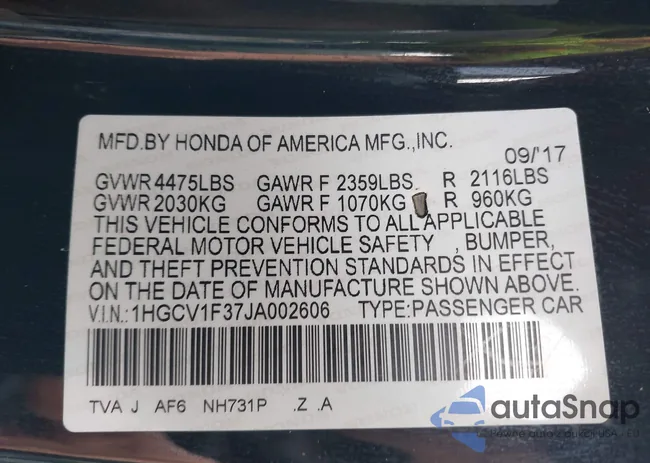 MFD.BY HONDA OF AMERICA MFG.,INC.
09/'17
GVWR 4475LBS GAWR F 2359LBS. R 2116LBS
GVWR 2030KG GAWR F 1070KG R 960KG
THIS VEHICLE CONFORMS TO ALL APPLICABLE
FEDERAL MOTOR VEHICLE SAFETY , BUMPER,
AND THEFT PREVENTION STANDARDS IN EFFECT
ON THE DATE OF MANUFACTURE SHOWN ABOVE.
V.I.N.:1HGCV1F37JA002606 TYPE:PASSENGER CAR
TVA J AF6 NH731P .Z .A
autaSnap